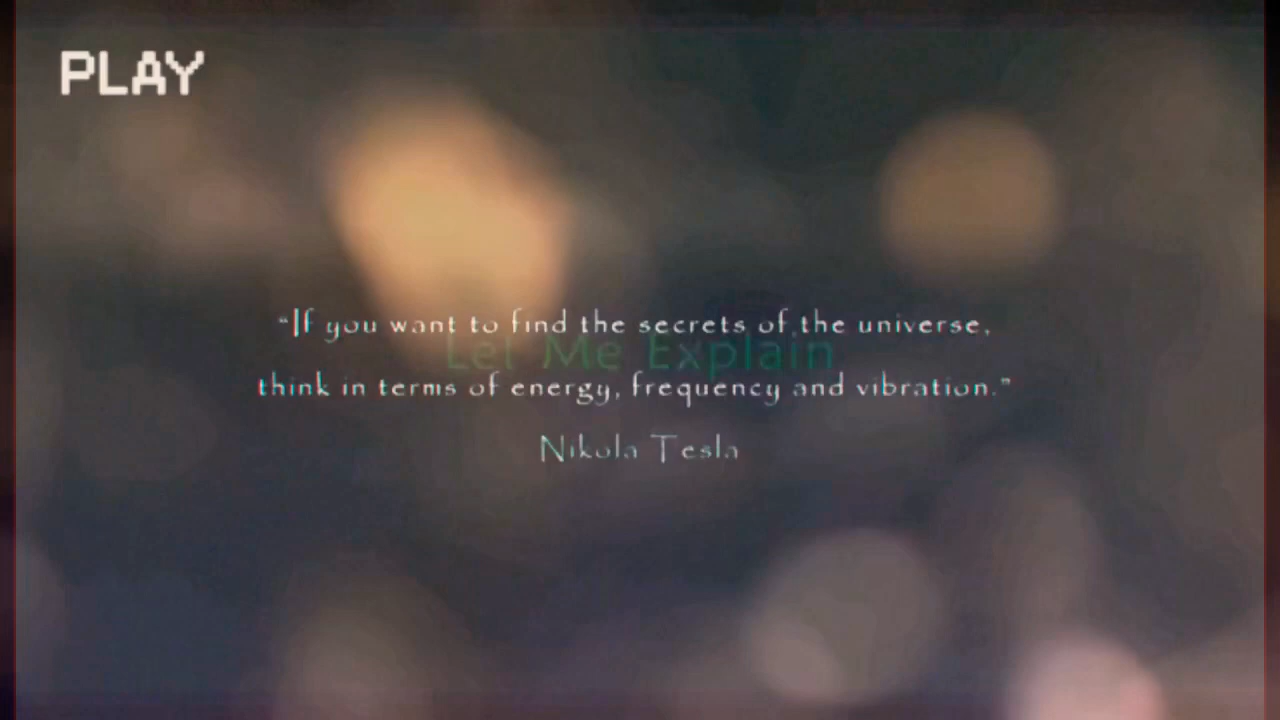 PLAY
“If you want to find the secrets of the universe,
Let Me Explain
think in terms of energy, frequency and vibration.”
Nikola Tesla